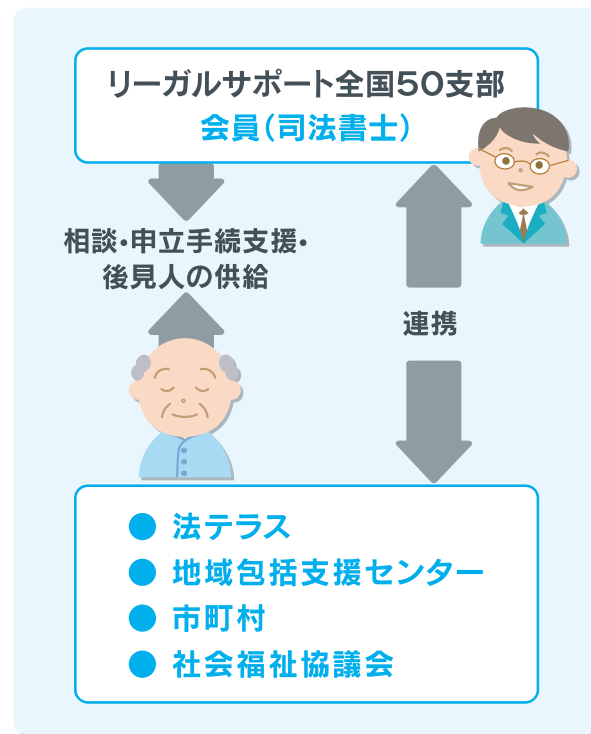 リーガルサポート全国50支部
会員(司法書士)
相談・申立手続支援・
後見人の供給
連携
● 法テラス
● 地域包括支援センター
● 市町村
● 社会福祉協議会